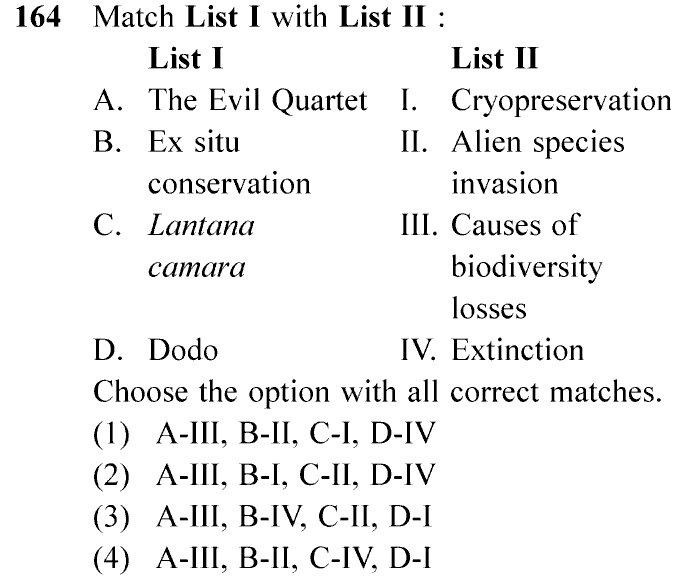 164 Match List I with List II :
List I List II
A. The Evil Quartet I. Cryopreservation
B. Ex situ II. Alien species
conservation invasion
C. Lantana III. Causes of
camara biodiversity
losses
D. Dodo IV. Extinction
Choose the option with all correct matches.
(1) A-III, B-II, C-I, D-IV
(2) A-III, B-I, C-II, D-IV
(3) A-III, B-IV, C-II, D-I
(4) A-III, B-II, C-IV, D-I